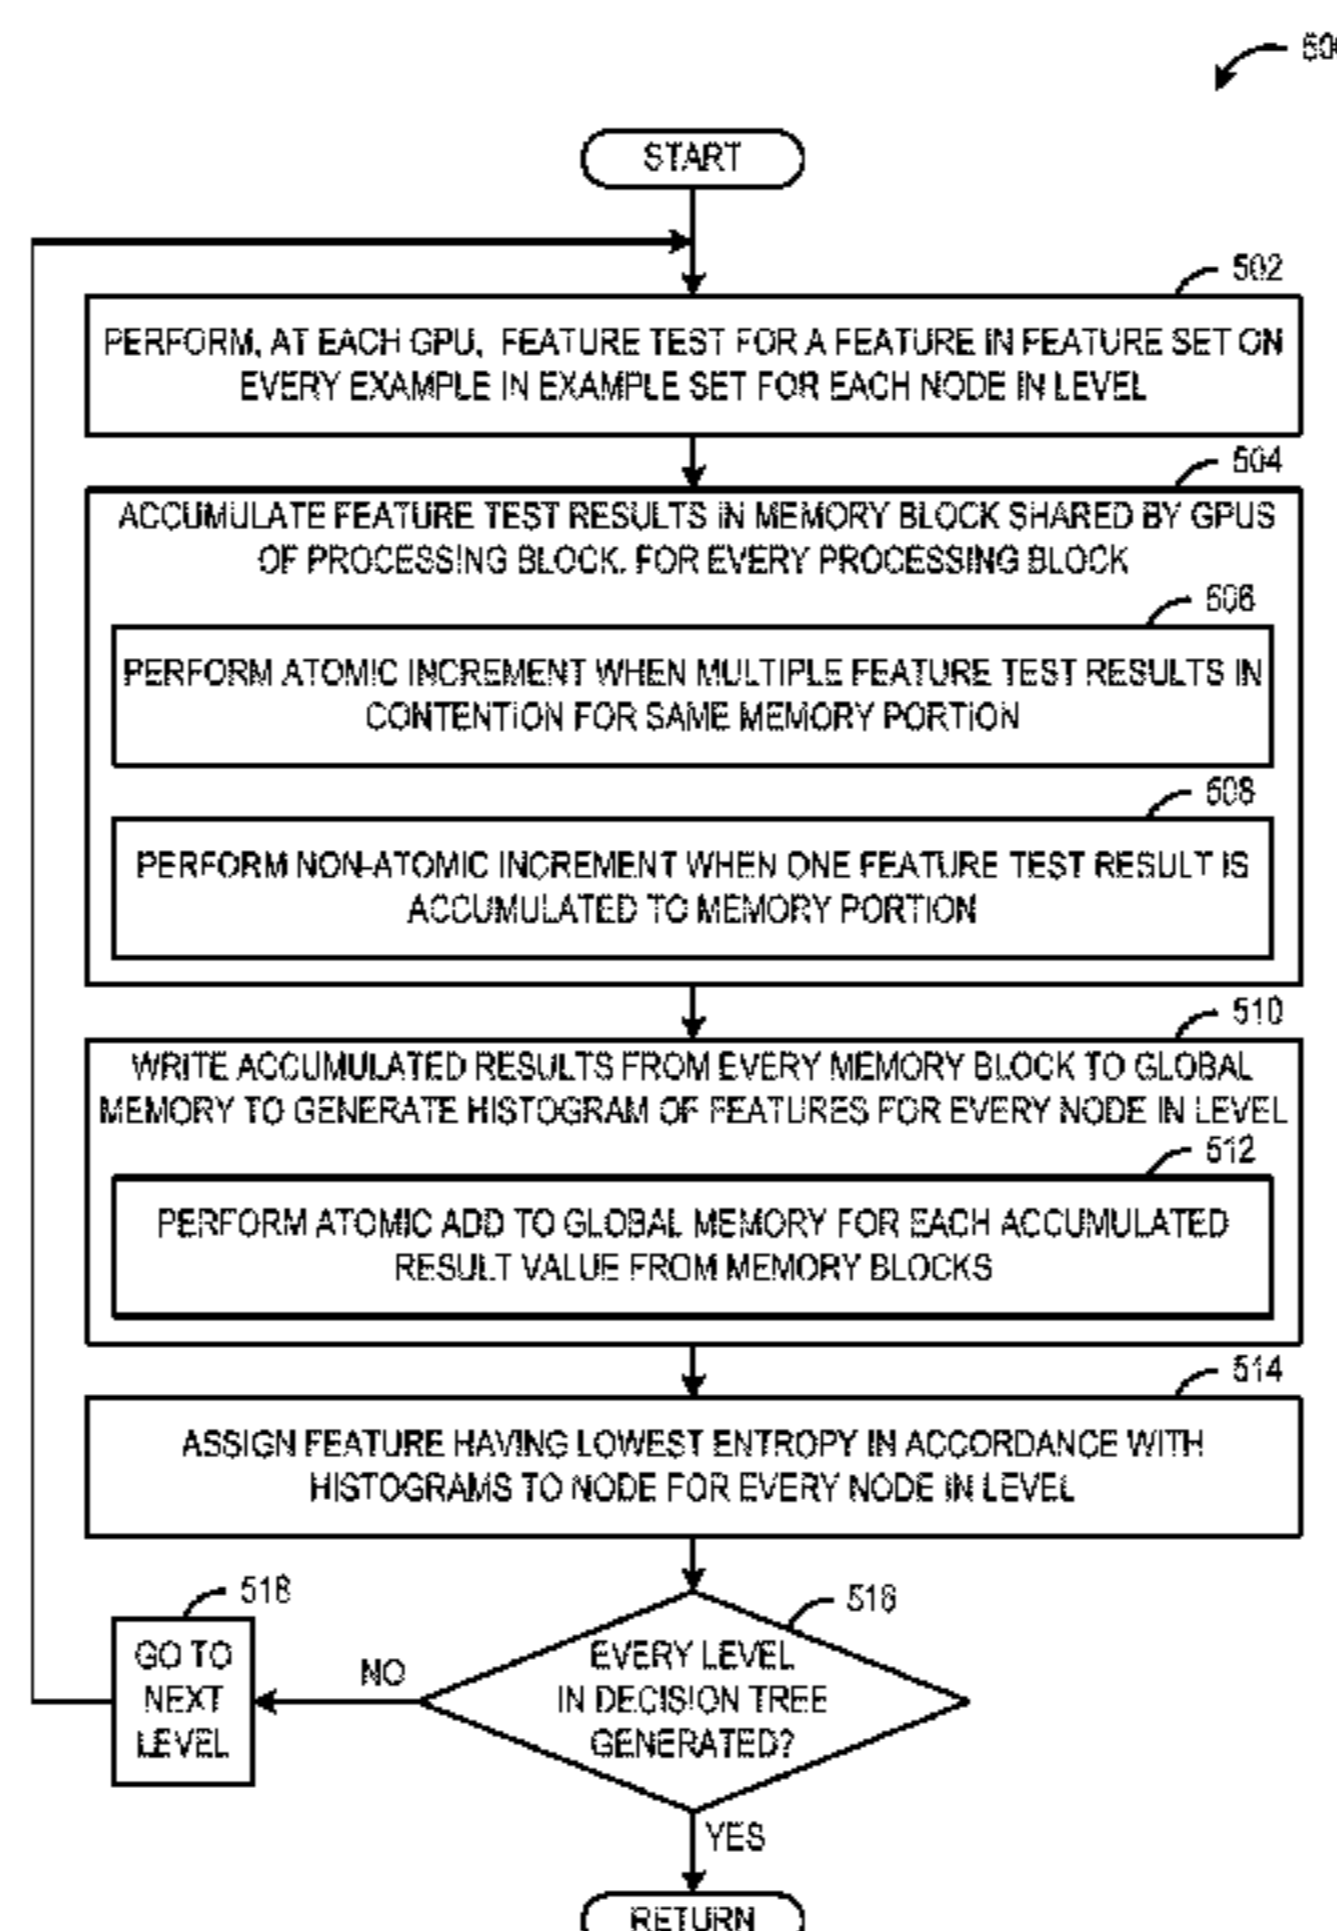 START
502
PERFORM, AT EACH GPU, FEATURE TEST FOR A FEATURE IN FEATURE SET ON
EVERY EXAMPLE IN EXAMPLE SET FOR EACH NODE IN LEVEL
504
ACCUMULATE FEATURE TEST RESULTS IN MEMORY BLOCK SHARED BY GPUS
OF PROCESSING BLOCK, FOR EVERY PROCESSING BLOCK
506
PERFORM ATOMIC INCREMENT WHEN MULTIPLE FEATURE TEST RESULTS IN
CONTENTION FOR SAME MEMORY PORTION
508
PERFORM NON-ATOMIC INCREMENT WHEN ONE FEATURE TEST RESULT IS
ACCUMULATED TO MEMORY PORTION
510
WRITE ACCUMULATED RESULTS FROM EVERY MEMORY BLOCK TO GLOBAL
MEMORY TO GENERATE HISTOGRAM OF FEATURES FOR EVERY NODE IN LEVEL
512
PERFORM ATOMIC ADD TO GLOBAL MEMORY FOR EACH ACCUMULATED
RESULT VALUE FROM MEMORY BLOCKS
514
ASSIGN FEATURE HAVING LOWEST ENTROPY IN ACCORDANCE WITH
HISTOGRAMS TO NODE FOR EVERY NODE IN LEVEL
518
GO TO
NEXT
LEVEL
NO
516
EVERY LEVEL
IN DECISION TREE
GENERATED?
YES
RETURN